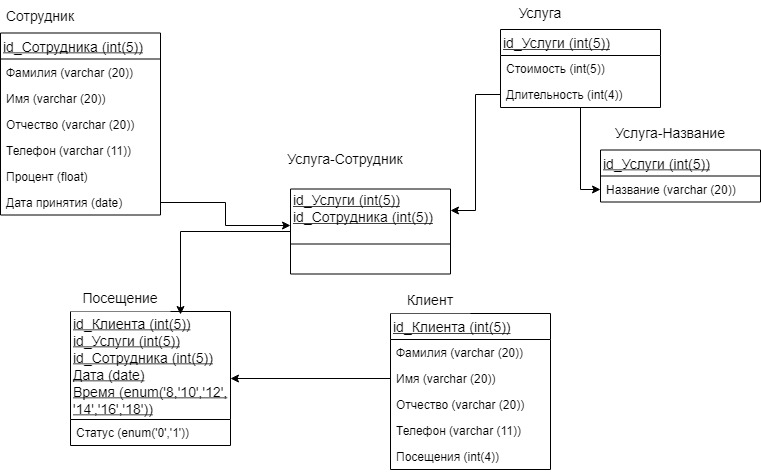 Сотрудник
id_Сотрудника (int(5))
Фамилия (varchar (20))
Имя (varchar (20))
Отчество (varchar (20))
Телефон (varchar (11))
Процент (float)
Дата принятия (date)
Услуга
id_Услуги (int(5))
Стоимость (int(5))
Длительность (int(4))
Услуга-Название
id_Услуги (int(5))
Название (varchar (20))
Услуга-Сотрудник
id_Услуги (int(5))
id_Сотрудника (int(5))
Посещение
id_Клиента (int(5))
id_Услуги (int(5))
id_Сотрудника (int(5))
Дата (date)
Время (enum('8,'10','12',
'14','16','18'))
Статус (enum('0','1'))
Клиент
id_Клиента (int(5))
Фамилия (varchar (20))
Имя (varchar (20))
Отчество (varchar (20))
Телефон (varchar (11))
Посещения (int(4))